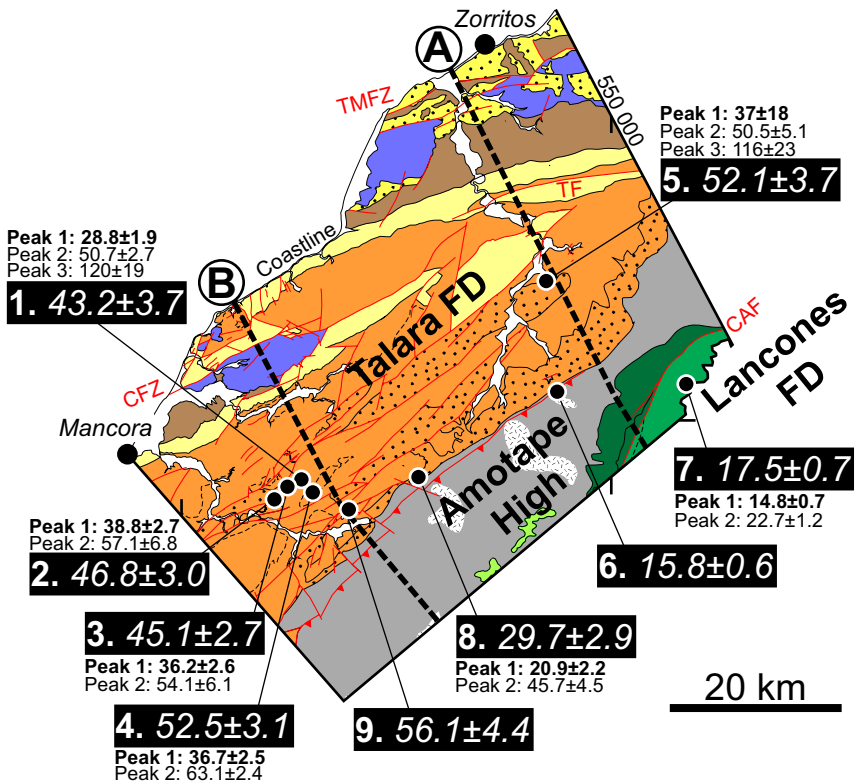 Zorritos
A
TMFZ
550 000
Peak 1: 37±18
Peak 2: 50.5±5.1
Peak 3: 116±23
5. 52.1±3.7
TF
Coastline
Peak 1: 28.8±1.9
Peak 2: 50.7±2.7
Peak 3: 120±19
1. 43.2±3.7
B
Talara FD
CAF
Lancones
FD
CFZ
Mancora
Amotape
High
7. 17.5±0.7
Peak 1: 14.8±0.7
Peak 2: 22.7±1.2
Peak 1: 38.8±2.7
Peak 2: 57.1±6.8
2. 46.8±3.0
6. 15.8±0.6
3. 45.1±2.7
Peak 1: 36.2±2.6
Peak 2: 54.1±6.1
8. 29.7±2.9
Peak 1: 20.9±2.2
Peak 2: 45.7±4.5
4. 52.5±3.1
Peak 1: 36.7±2.5
Peak 2: 63.1±2.4
9. 56.1±4.4
20 km